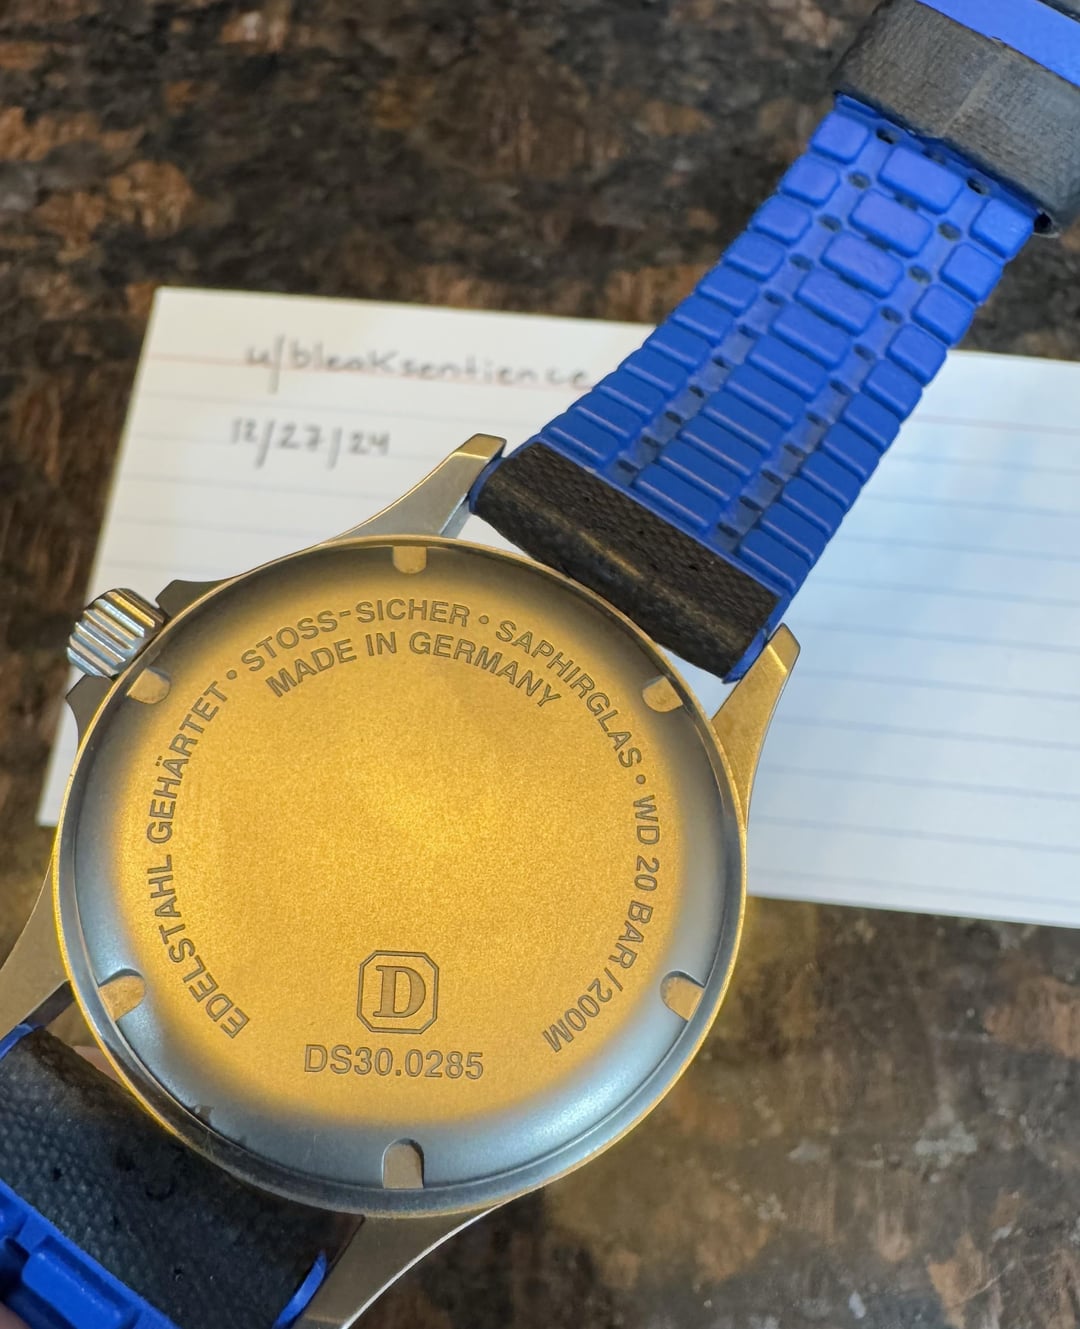 u/bleaksentience
12/27/24
EDELSTAHL GEHÄRTET • STOSS-SICHER • SAPHIRGLAS • WD 20 BAR/200M
MADE IN GERMANY
D
DS30.0285